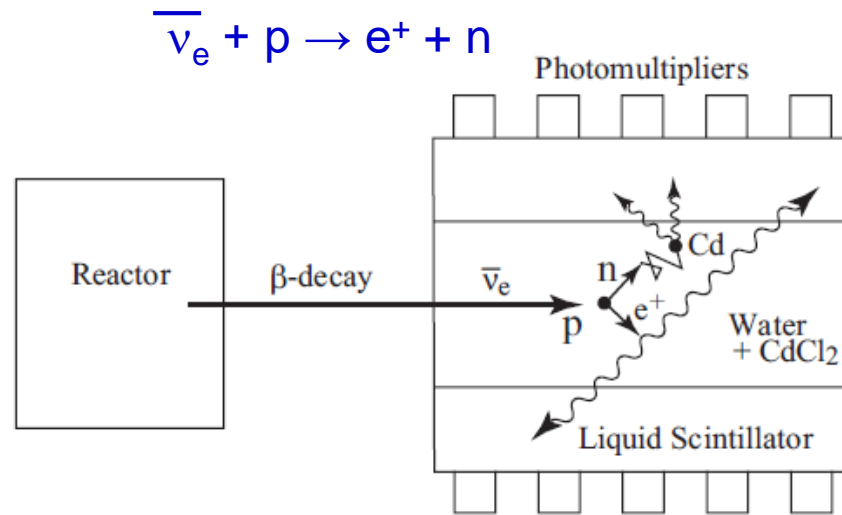 ν̅ₑ + p → e⁺ + n
Photomultipliers
Reactor
β-decay
ν̅ₑ
p
n
e⁺
Cd
Water
+ CdCl₂
Liquid Scintillator